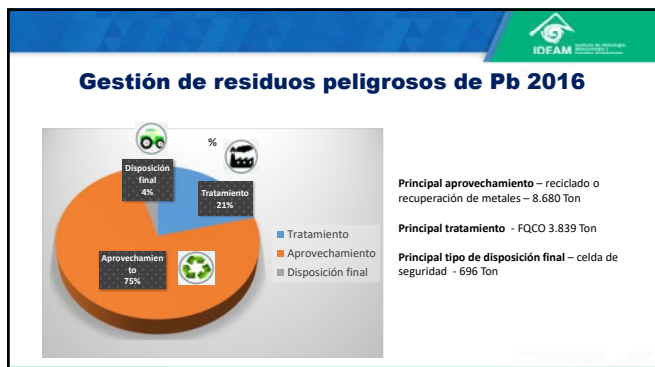 IDEAM
Gestión de residuos peligrosos de Pb 2016
%
Disposición
final
4%
Tratamiento
21%
Aprovechamien
to
75%
Tratamiento
Aprovechamiento
Disposición final
Principal aprovechamiento – reciclado o
recuperación de metales – 8.680 Ton
Principal tratamiento - FQCO 3.839 Ton
Principal tipo de disposición final – celda de
seguridad - 696 Ton